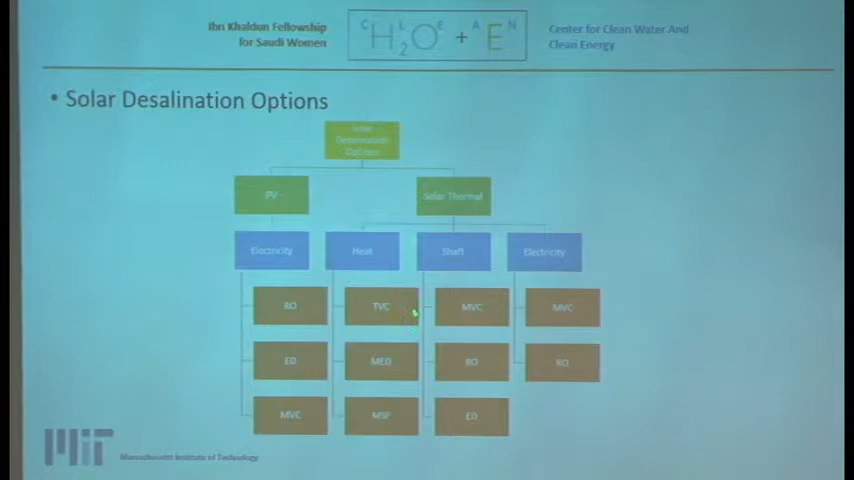 Ibn Khaldun Fellowship
for Saudi Women
CLEAN
H2O + E
Center for Clean Water And
Clean Energy
• Solar Desalination Options
Solar
Desalination
Options
PV
Solar Thermal
Electricity
Heat
Shaft
Electricity
RO
TVC
MVC
MVC
ED
MED
RO
RO
MVC
MSF
ED
MIT
Massachusetts Institute of Technology